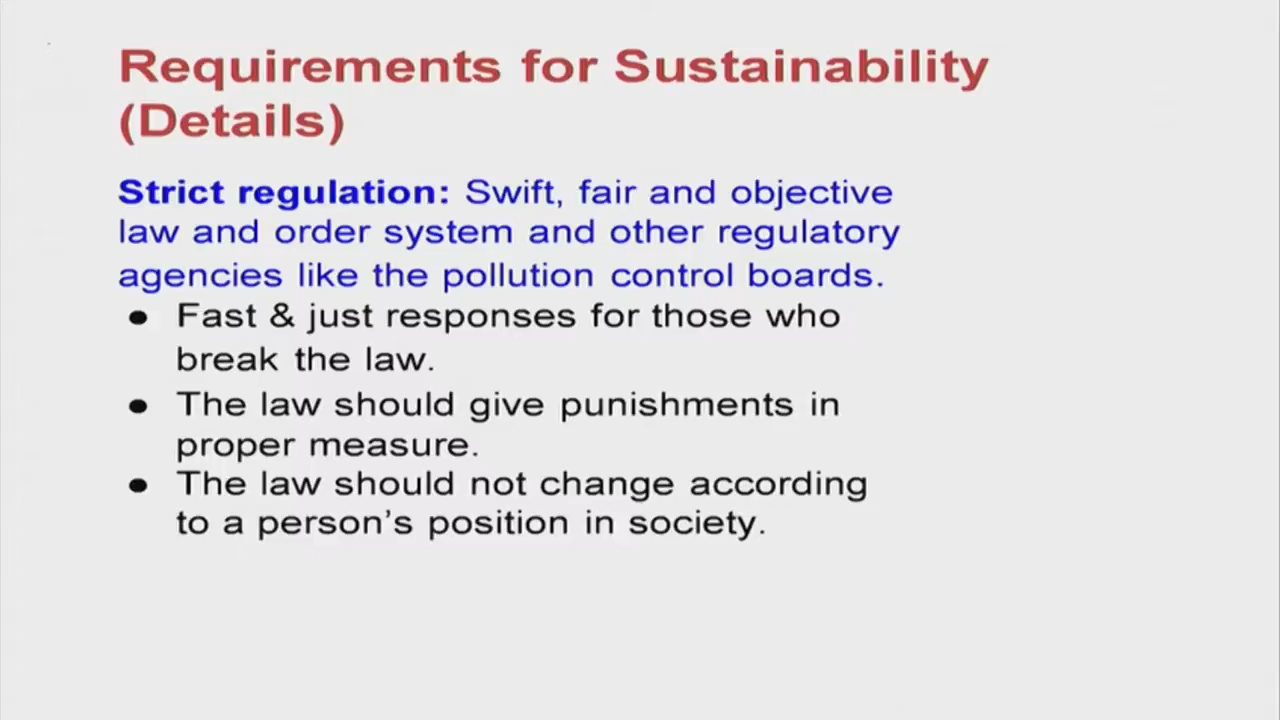 Requirements for Sustainability
(Details)
Strict regulation: Swift, fair and objective
law and order system and other regulatory
agencies like the pollution control boards.
● Fast & just responses for those who
break the law.
● The law should give punishments in
proper measure.
● The law should not change according
to a person’s position in society.